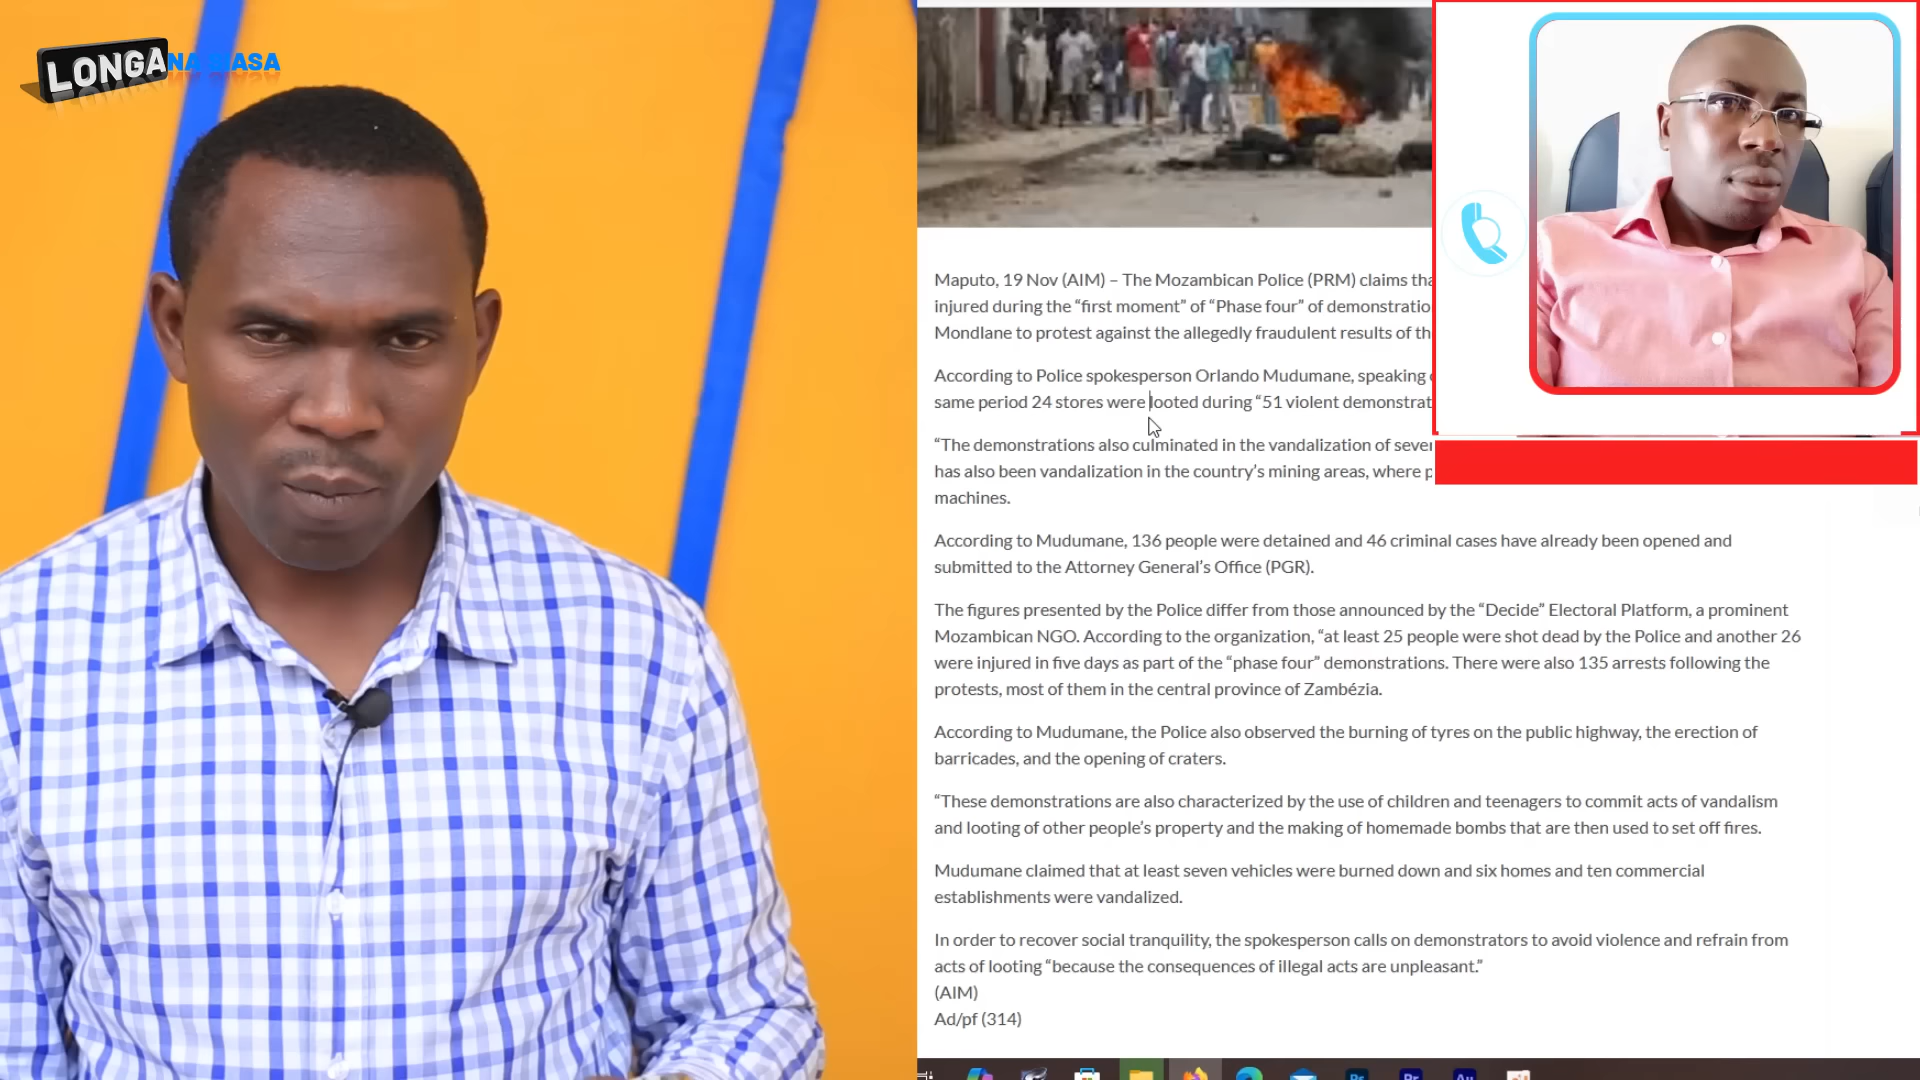 LONGA NA SIASA
Maputo, 19 Nov (AIM) – The Mozambican Police (PRM) claims
injured during the “first moment” of “Phase four” of
Mondlane to protest against the allegedly fraudulent results of
According to Police spokesperson Orlando Mudumane, speaking
same period 24 stores were looted during “51 violent
“The demonstrations also culminated in the vandalization of
has also been vandalization in the country’s mining areas, where
machines.
According to Mudumane, 136 people were detained and 46 criminal cases have already been opened and
submitted to the Attorney General’s Office (PGR).
The figures presented by the Police differ from those announced by the “Decide” Electoral Platform, a prominent
Mozambican NGO. According to the organization, “at least 25 people were shot dead by the Police and another 26
were injured in five days as part of the “phase four” demonstrations. There were also 135 arrests following the
protests, most of them in the central province of Zambézia.
According to Mudumane, the Police also observed the burning of tyres on the public highway, the erection of
barricades, and the opening of craters.
“These demonstrations are also characterized by the use of children and teenagers to commit acts of vandalism
and looting of other people’s property and the making of homemade bombs that are then used to set off fires.
Mudumane claimed that at least seven vehicles were burned down and six homes and ten commercial
establishments were vandalized.
In order to recover social tranquility, the spokesperson calls on demonstrators to avoid violence and refrain from
acts of looting “because the consequences of illegal acts are unpleasant.”
(AIM)
Ad/pf (314)